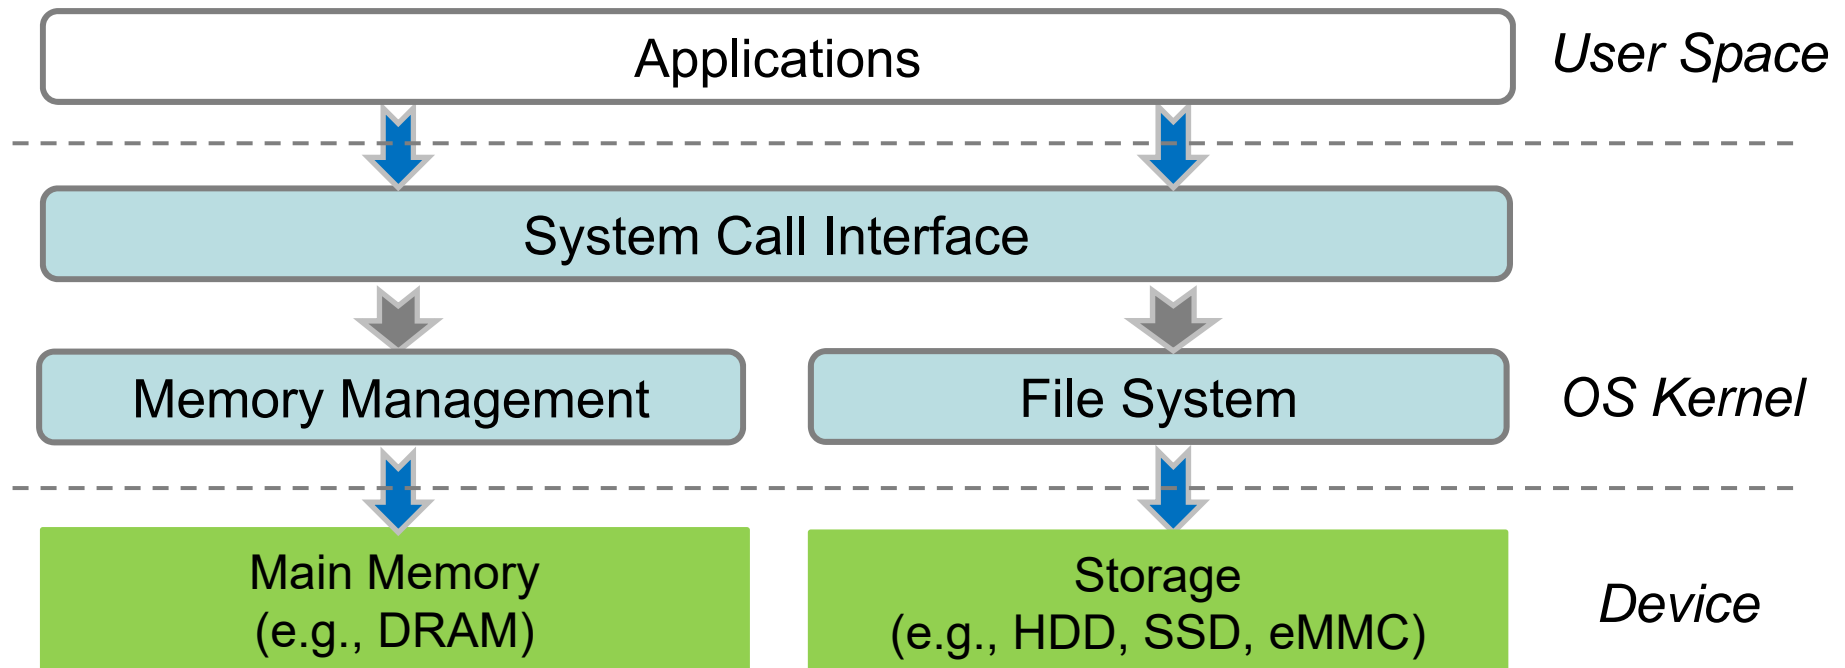 Applications
User Space
System Call Interface
Memory Management
File System
OS Kernel
Main Memory
(e.g., DRAM)
Storage
(e.g., HDD, SSD, eMMC)
Device